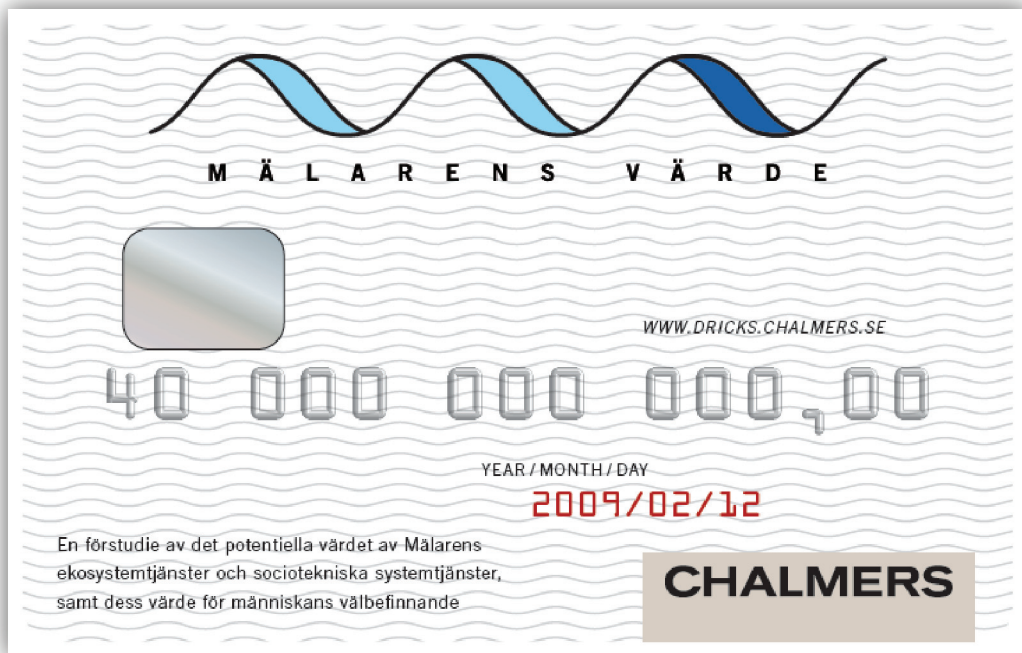 MÄLARENS VÄRDE
WWW.DRICKS.CHALMERS.SE
40 000 000 000,00
YEAR / MONTH / DAY
2009/02/12
En förstudie av det potentiella värdet av Mälarens
ekosystemtjänster och sociotekniska systemtjänster,
samt dess värde för människans välbefinnande
CHALMERS